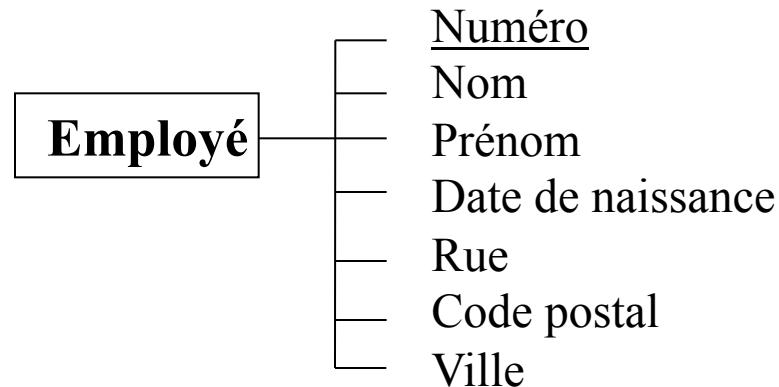 Numéro
Nom
Employé
Prénom
Date de naissance
Rue
Code postal
Ville